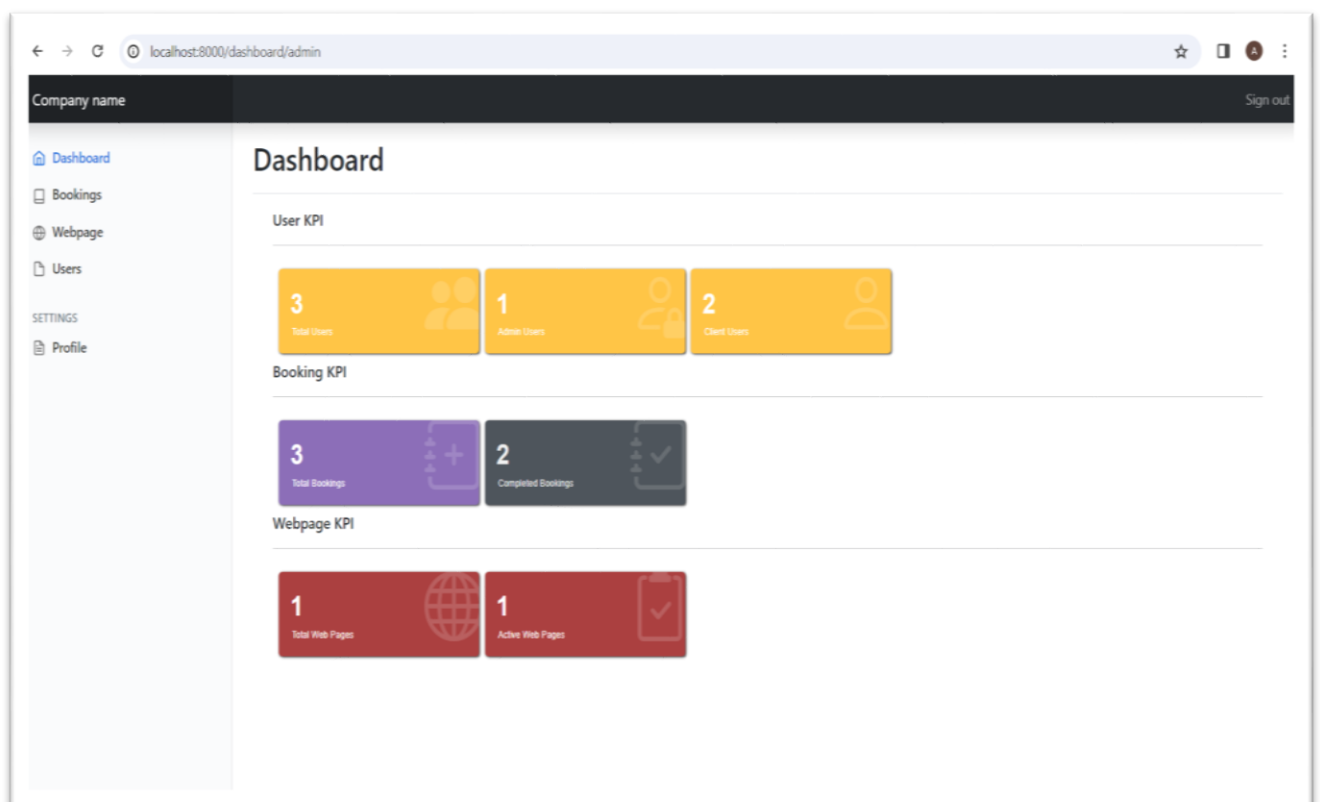 localhost:8000/dashboard/admin
A
Company name
Sign out
Dashboard
Bookings
Webpage
Users
SETTINGS
Profile
Dashboard
User KPI
3
Total Users
1
Admin Users
2
Client Users
Booking KPI
3
Total Bookings
2
Completed Bookings
Webpage KPI
1
Total Web Pages
1
Active Web Pages